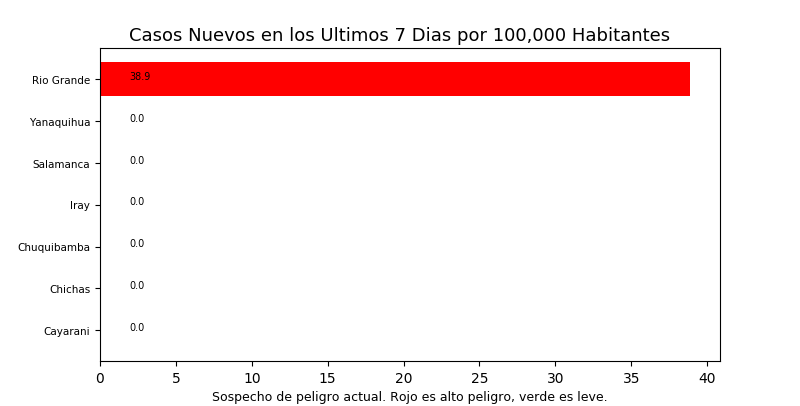 Casos Nuevos en los Ultimos 7 Dias por 100,000 Habitantes
Rio Grande 38.9
Yanaquihua 0.0
Salamanca 0.0
Iray 0.0
Chuquibamba 0.0
Chichas 0.0
Cayarani 0.0
0 5 10 15 20 25 30 35 40
Sospecho de peligro actual. Rojo es alto peligro, verde es leve.